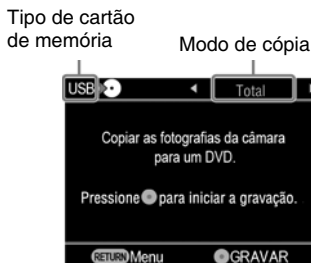 Tipo de cartão
de memória
Modo de cópia
USB
Total
Copiar as fotografias da câmara
para um DVD.
Pressione para iniciar a gravação.
RETURN Menu
GRAVAR